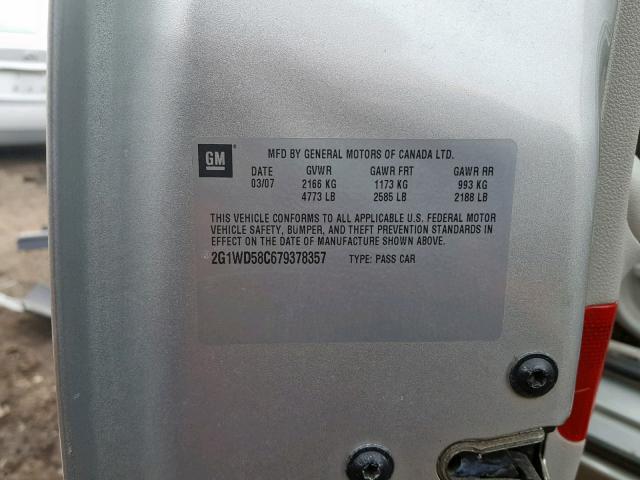 GM MFD BY GENERAL MOTORS OF CANADA LTD.
DATE GVWR GAWR FRT GAWR RR
03/07 2166 KG 1173 KG 993 KG
4773 LB 2585 LB 2188 LB
THIS VEHICLE CONFORMS TO ALL APPLICABLE U.S. FEDERAL MOTOR
VEHICLE SAFETY, BUMPER, AND THEFT PREVENTION STANDARDS IN
EFFECT ON THE DATE OF MANUFACTURE SHOWN ABOVE.
2G1WD58C679378357 TYPE: PASS CAR